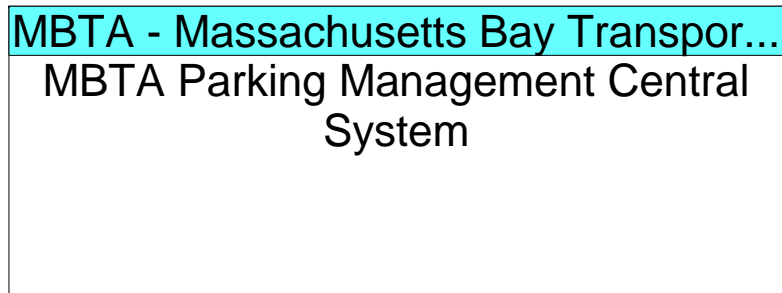 MBTA - Massachusetts Bay Transpor...
MBTA Parking Management Central
System